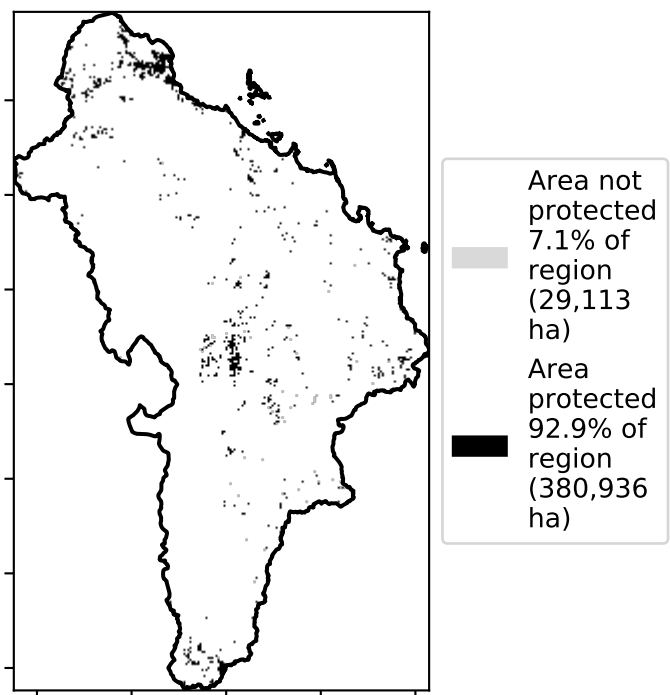 Area not
protected
7.1% of
region
(29,113
ha)
Area
protected
92.9% of
region
(380,936
ha)